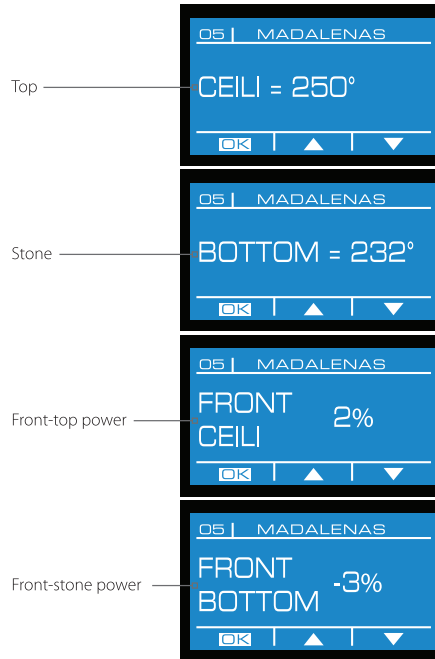 05 | MADALENAS
Top
CEILI = 250°
OK
05 | MADALENAS
Stone
BOTTOM = 232°
OK
05 | MADALENAS
FRONT
Front-top power
2%
CEILI
OK
05 | MADALENAS
FRONT
Front-stone power
-3%
BOTTOM
OK